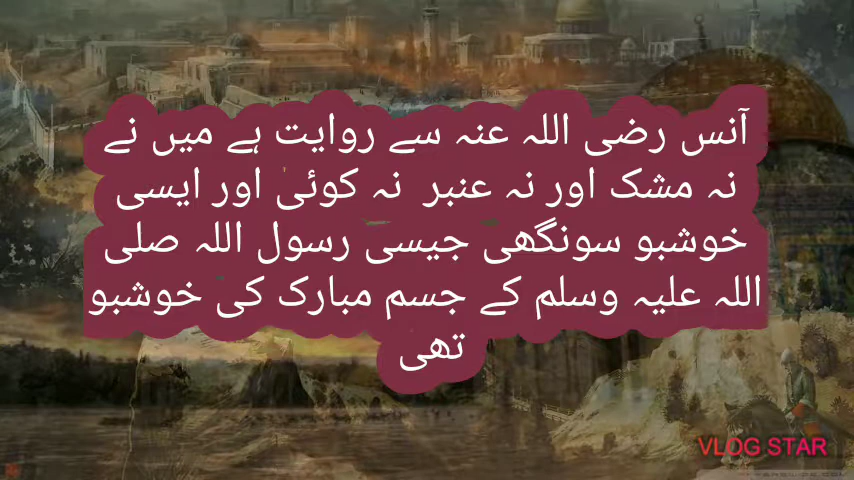 آنس رضی اللہ عنہ سے روایت ہے میں نے
نہ مشک اور نہ عنبر نہ کوئی اور ایسی
خوشبو سونگھی جیسی رسول اللہ صلی
اللہ علیہ وسلم کے جسم مبارک کی خوشبو
تھی
VLOG STAR